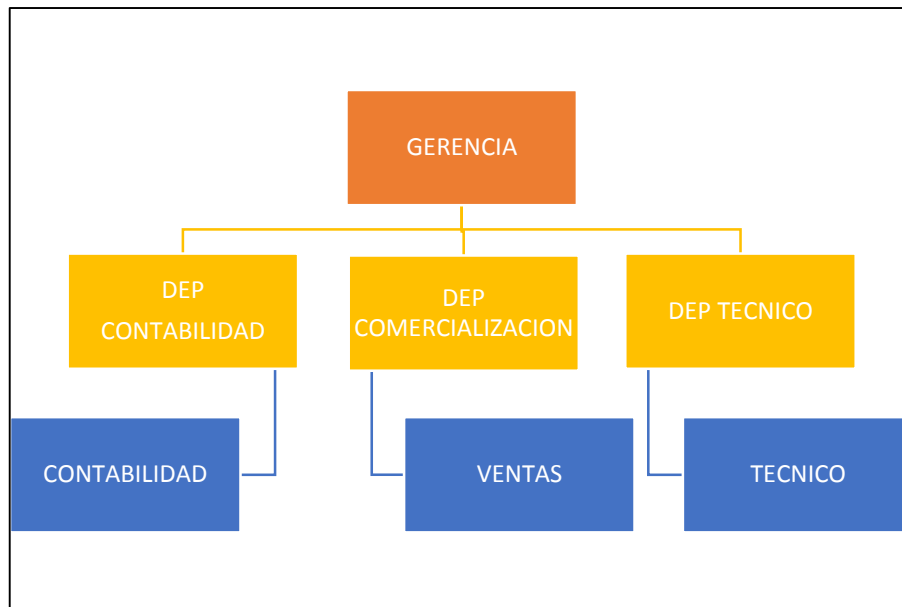 GERENCIA
DEP
CONTABILIDAD
DEP
COMERCIALIZACION
DEP TECNICO
CONTABILIDAD
VENTAS
TECNICO